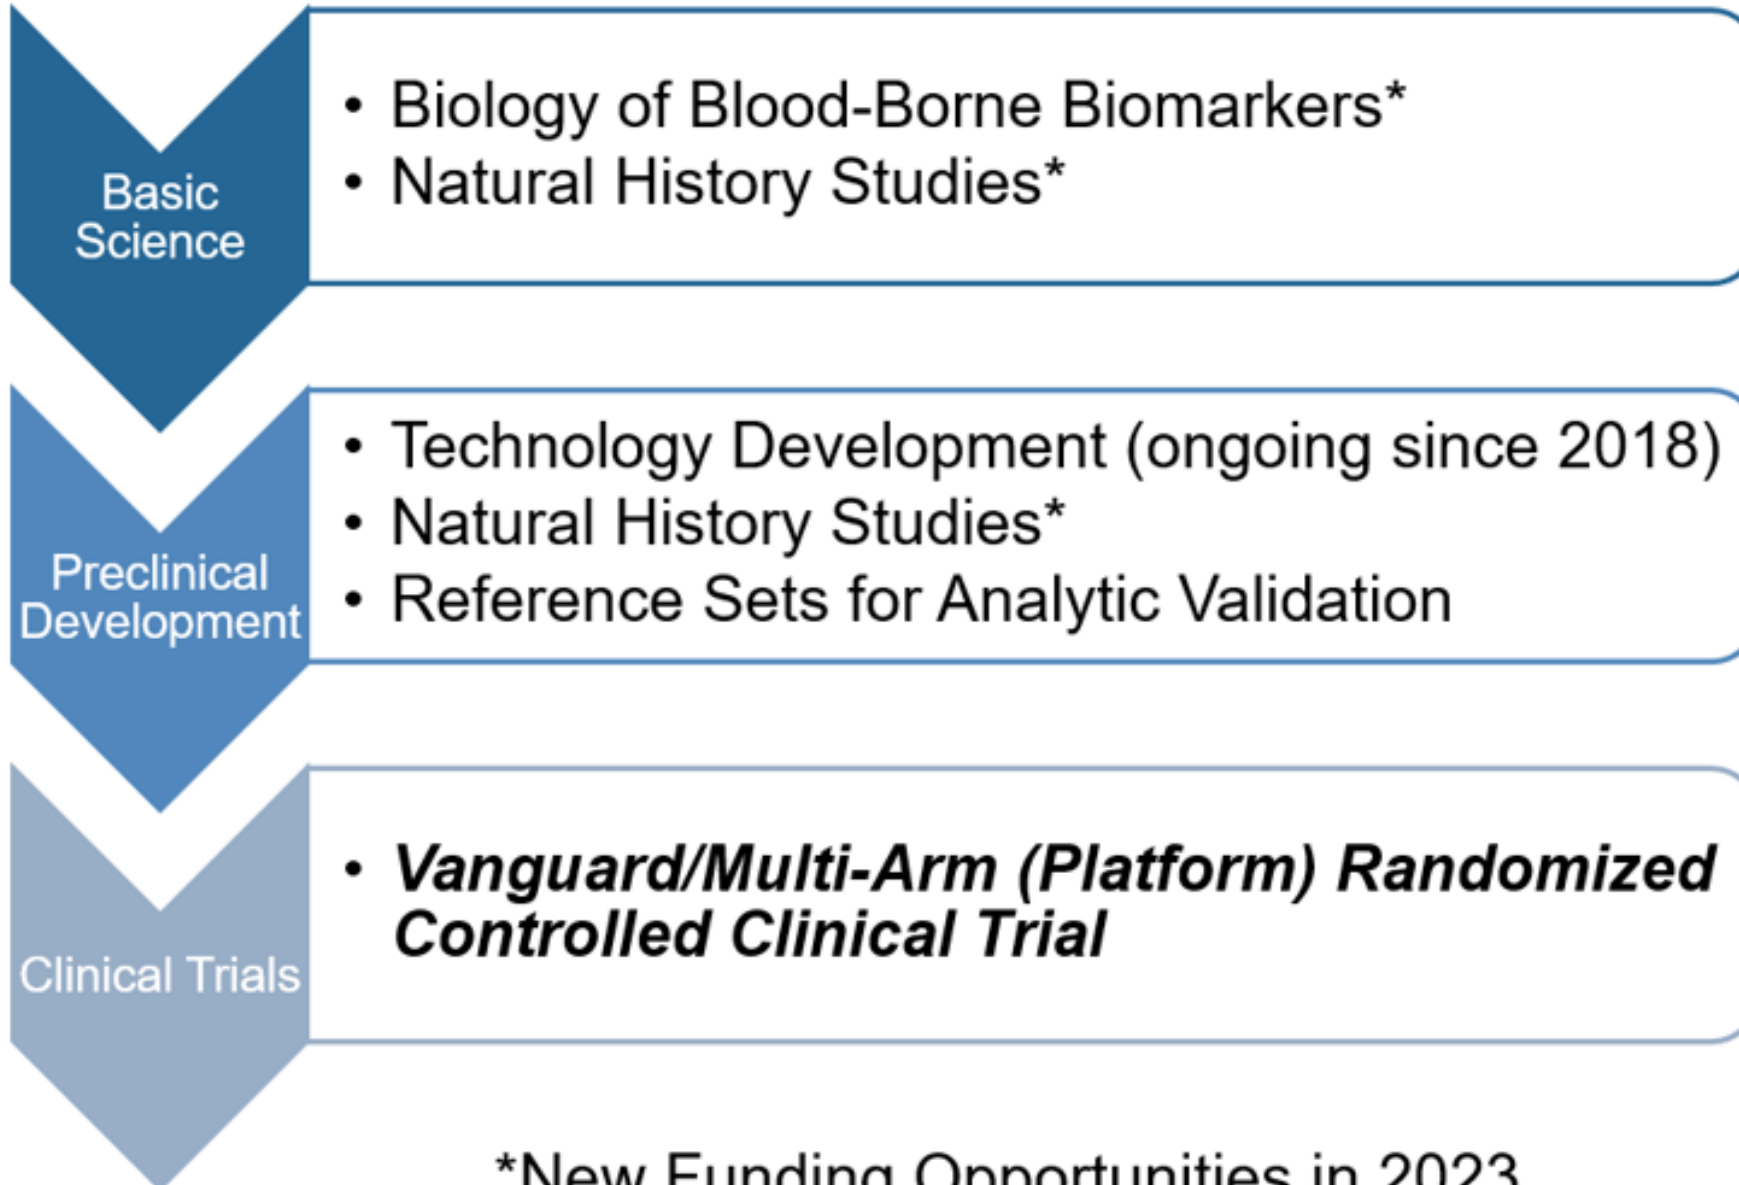 Basic
Science
• Biology of Blood-Borne Biomarkers*
• Natural History Studies*
Preclinical
Development
• Technology Development (ongoing since 2018)
• Natural History Studies*
• Reference Sets for Analytic Validation
Clinical Trials
• Vanguard/Multi-Arm (Platform) Randomized
Controlled Clinical Trial
*New Funding Opportunities in 2023